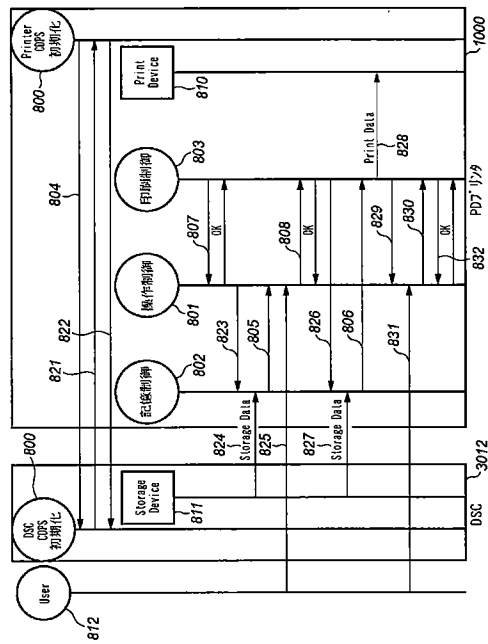 User
812
DSC
CDPS
初期化
800
Storage
Device
811
DSC
3012
Printer
CDPS
初期化
800
804
821
822
記憶制御
802
操作制御
801
印刷制御
803
Print
Device
810
807
OK
823
805
Storage Data
824
825
808
OK
826
Print Data
828
Storage Data
827
806
829
830
831
OK
832
PDプリンタ
1000